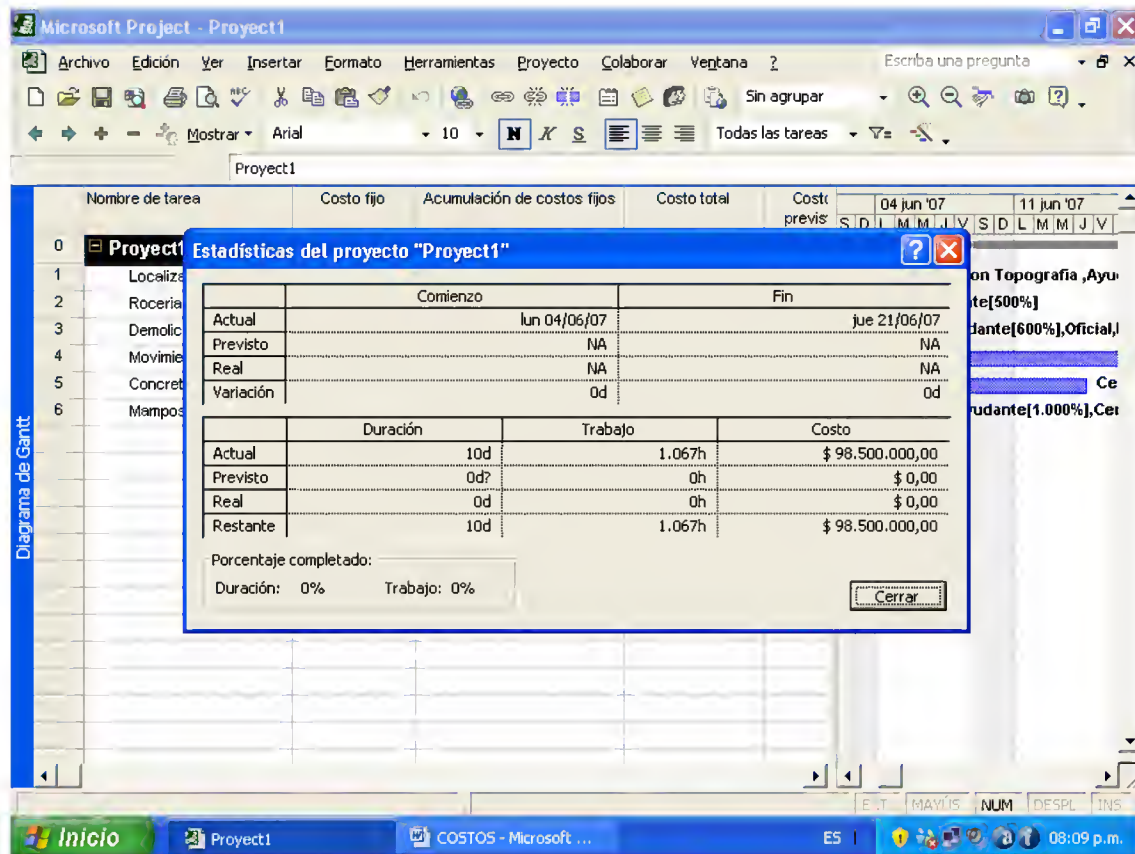 Microsoft Project - Proyect1
Archivo Edición Ver Insertar Formato Herramientas Proyecto Colaborar Ventana ? Escriba una pregunta
Sin agrupar
Mostrar Arial 10 N K S Todas las tareas
Proyect1
Nombre de tarea Costo fijo Acumulación de costos fijos Costo total Costo previs 04 jun '07 11 jun '07
S D L M M J V S D L M M J V
0 Proyect1
1 Localiza on Topografia ,Ayu
2 Roceria te[500%]
3 Demolic dante[600%],Oficial,
4 Movimie
5 Concret Ce
6 Mampos udante[1.000%],Cer
Diagrama de Gantt
Estadísticas del proyecto "Proyect1"
Comienzo Fin
Actual lun 04/06/07 jue 21/06/07
Previsto NA NA
Real NA NA
Variación 0d 0d
Duración Trabajo Costo
Actual 10d 1.067h $ 98.500.000,00
Previsto 0d? 0h $ 0,00
Real 0d 0h $ 0,00
Restante 10d 1.067h $ 98.500.000,00
Porcentaje completado:
Duración: 0% Trabajo: 0%
Cerrar
EXT MAYÚS NUM DESPL INS
Inicio Proyect1 COSTOS - Microsoft ... ES 08:09 p.m.